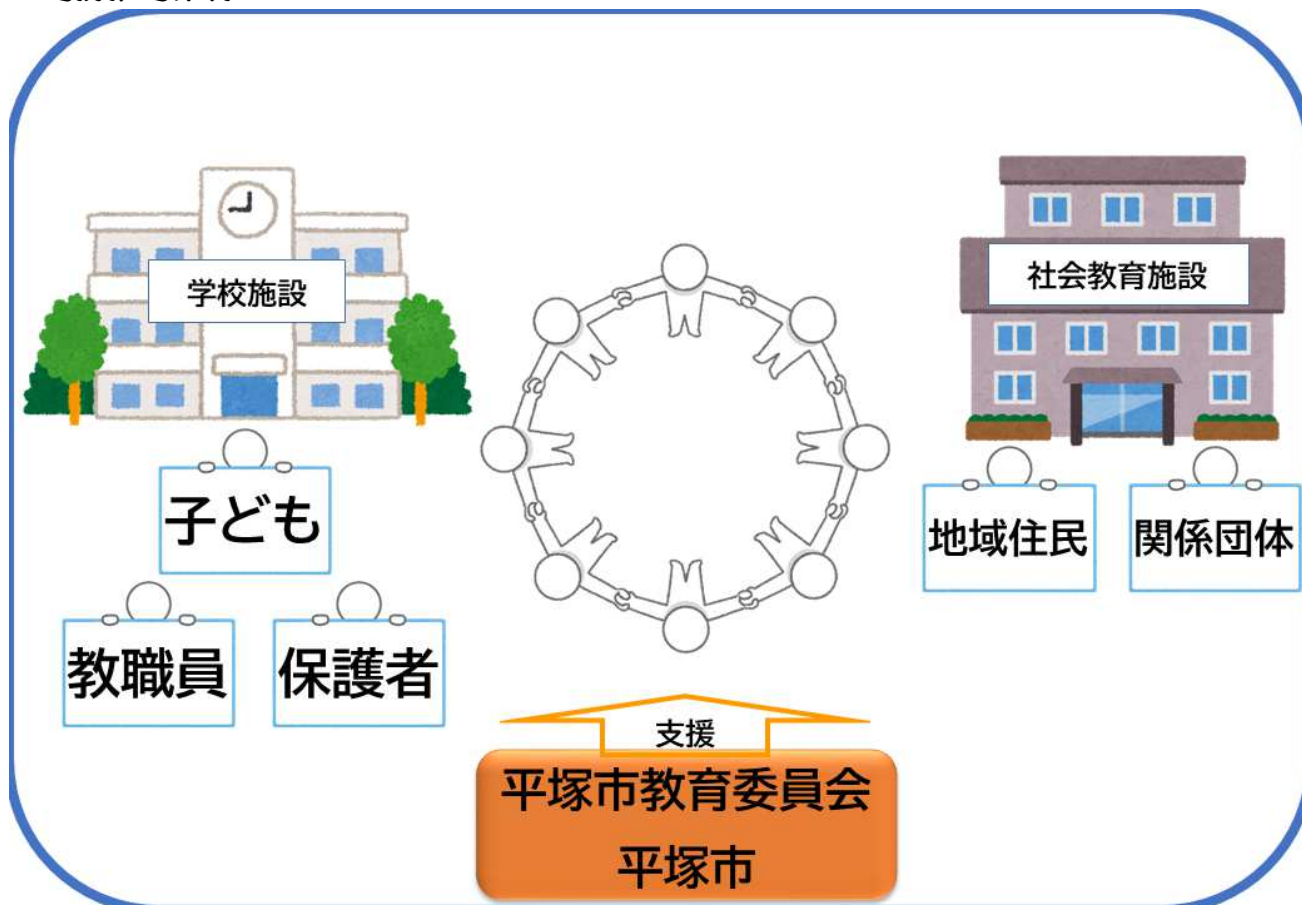 学校施設
社会教育施設
子ども
地域住民
関係団体
教職員
保護者
支援
平塚市教育委員会
平塚市